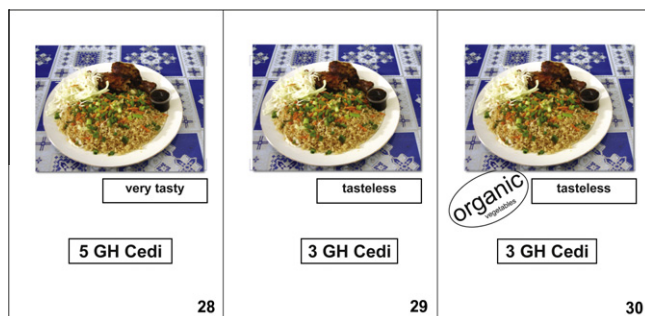 very tasty
5 GH Cedi
28
tasteless
3 GH Cedi
29
organic
vegetables
tasteless
3 GH Cedi
30